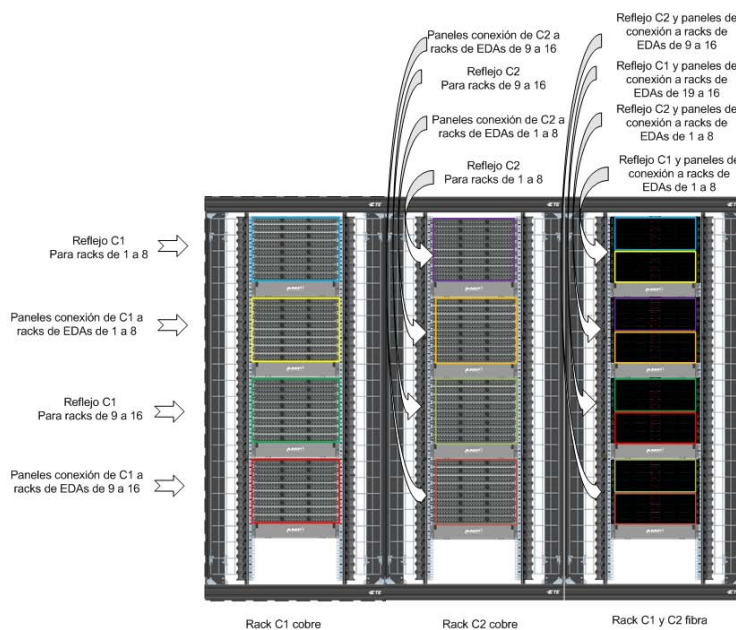 Paneles conexión de C2 a
racks de EDAs de 9 a 16
Reflejo C2
Para racks de 9 a 16
Paneles conexión de C2 a
racks de EDAs de 1 a 8
Reflejo C2
Para racks de 1 a 8
Reflejo C2 y paneles de
conexión a racks de
EDAs de 9 a 16
Reflejo C1 y paneles de
conexión a racks de
EDAs de 19 a 16
Reflejo C2 y paneles de
conexión a racks de
EDAs de 1 a 8
Reflejo C1 y paneles de
conexión a racks de
EDAs de 1 a 8
Reflejo C1
Para racks de 1 a 8
Paneles conexión de C1 a
racks de EDAs de 1 a 8
Reflejo C1
Para racks de 9 a 16
Paneles conexión de C1 a
racks de EDAs de 9 a 16
Rack C1 cobre
Rack C2 cobre
Rack C1 y C2 fibra